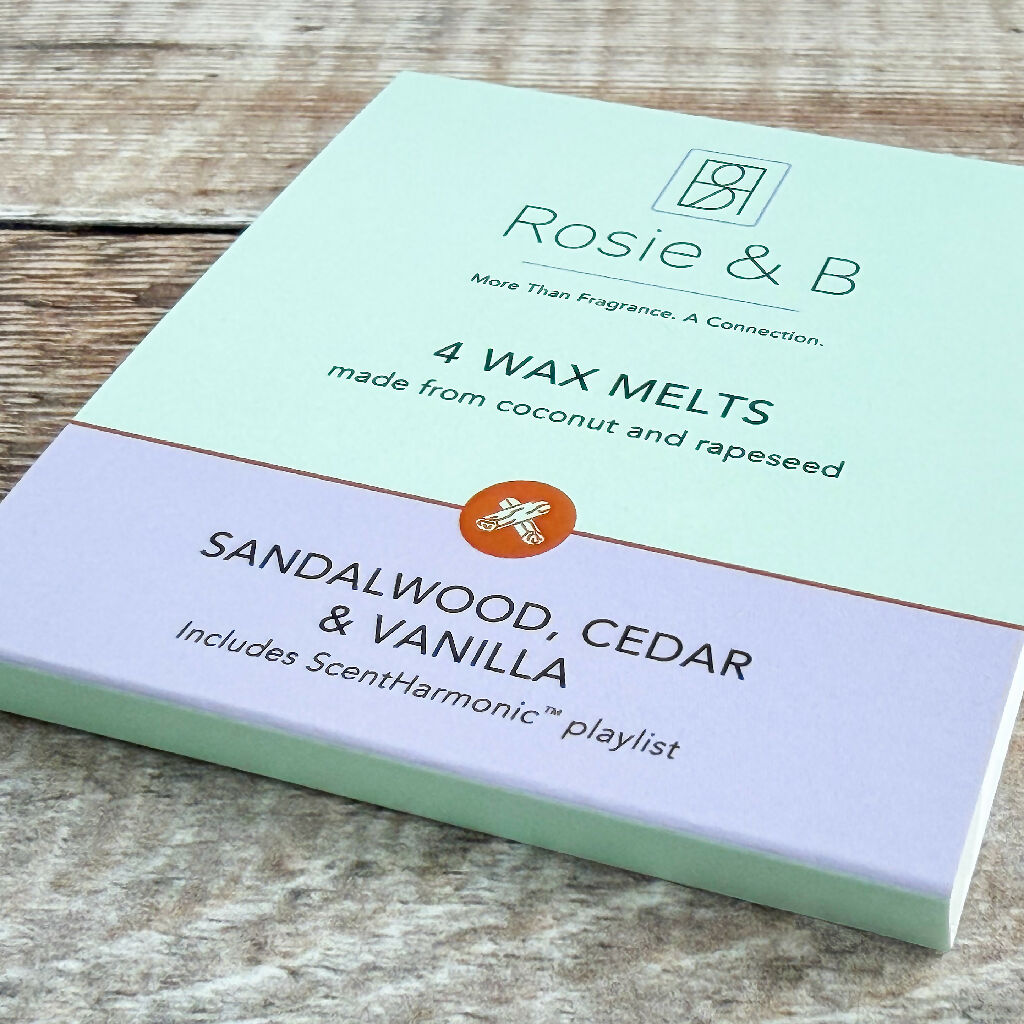 Rosie & B
More Than Fragrance. A Connection.
4 WAX MELTS
made from coconut and rapeseed
SANDALWOOD, CEDAR
& VANILLA
Includes ScentHarmonic™ playlist